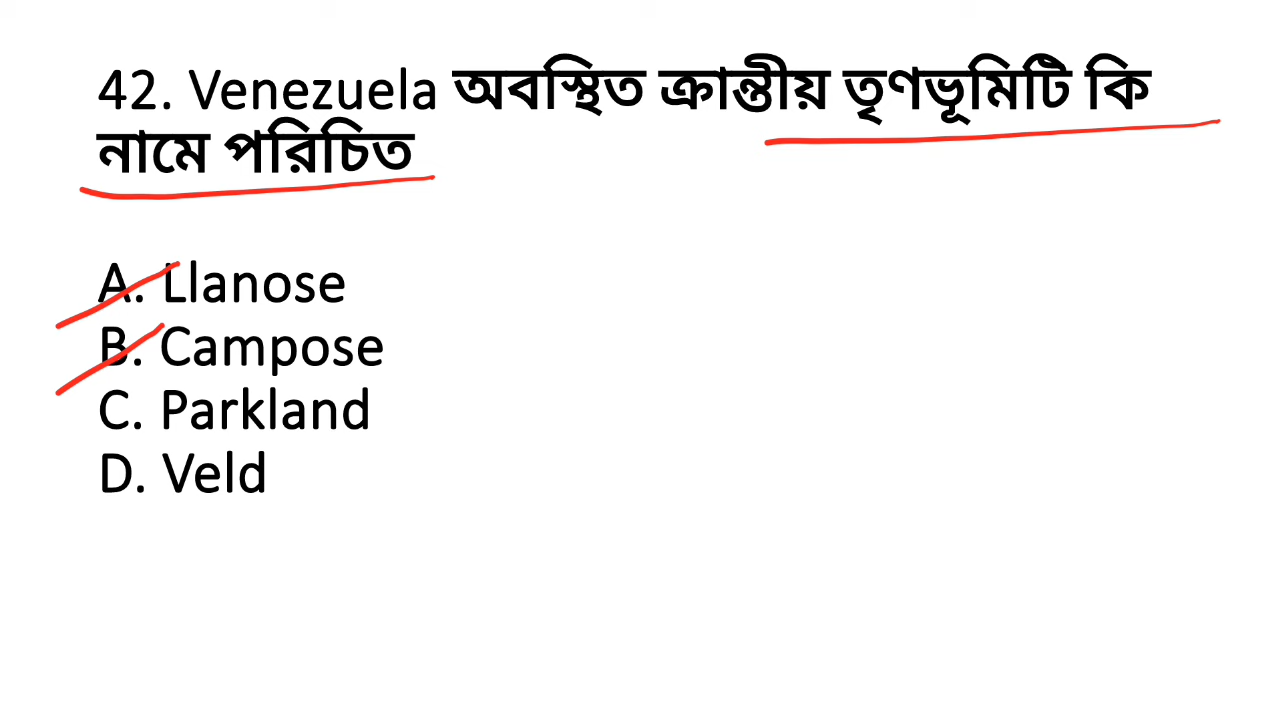 42. Venezuela অবস্থিত ক্রান্তীয় তৃণভূমিটি কি
নামে পরিচিত
A. Llanose
B. Campose
C. Parkland
D. Veld